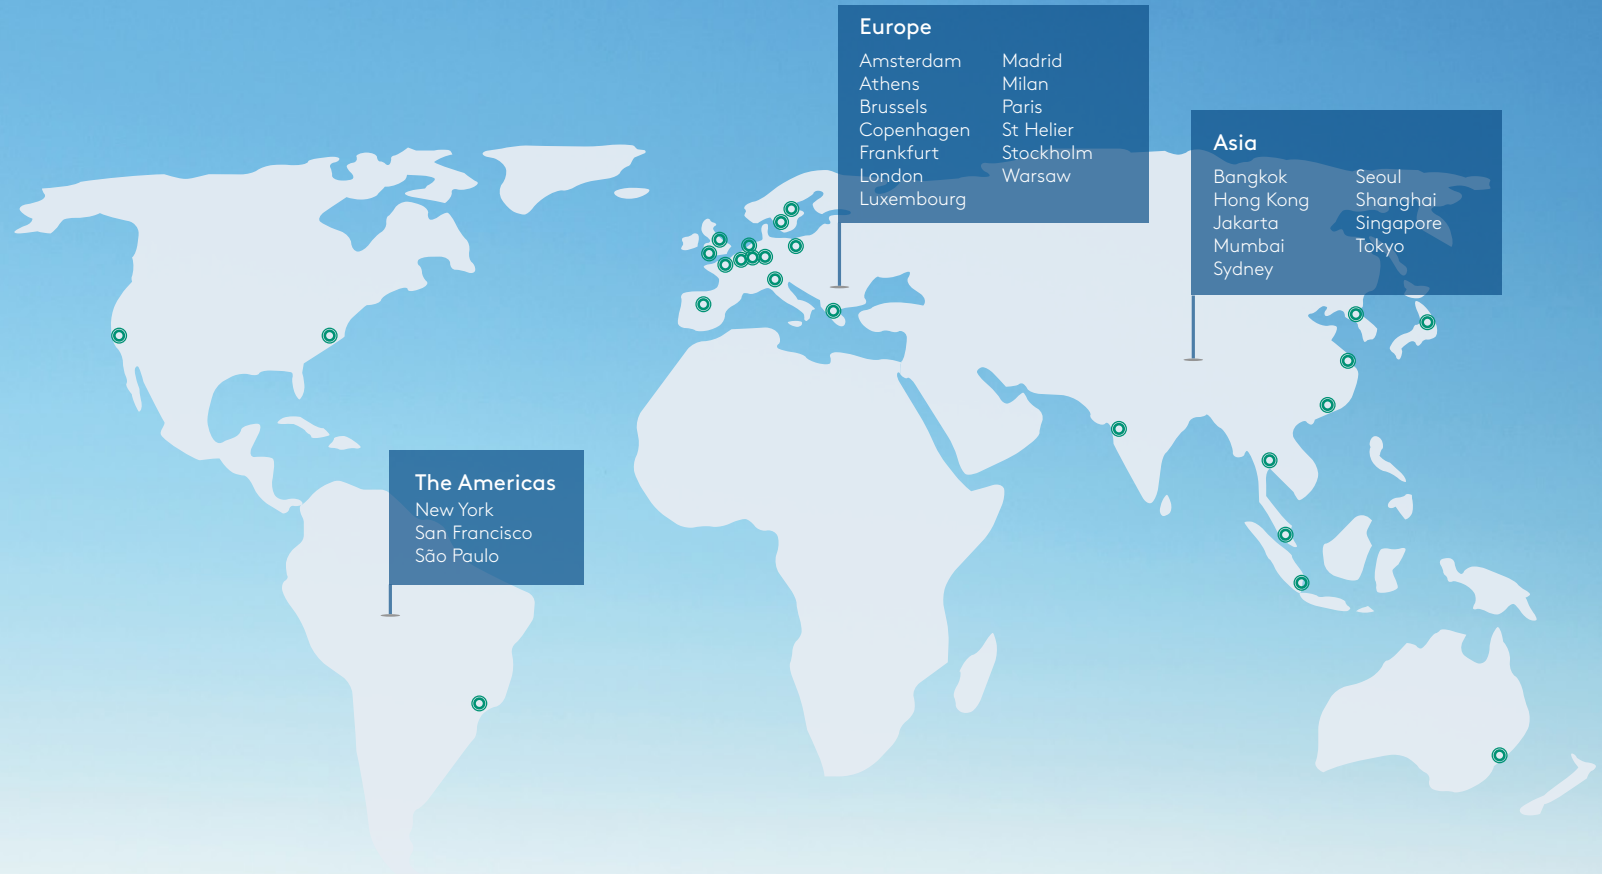 Europe
Amsterdam
Athens
Brussels
Copenhagen
Frankfurt
London
Luxembourg
Madrid
Milan
Paris
St Helier
Stockholm
Warsaw
Asia
Bangkok
Hong Kong
Jakarta
Mumbai
Sydney
Seoul
Shanghai
Singapore
Tokyo
The Americas
New York
San Francisco
São Paulo